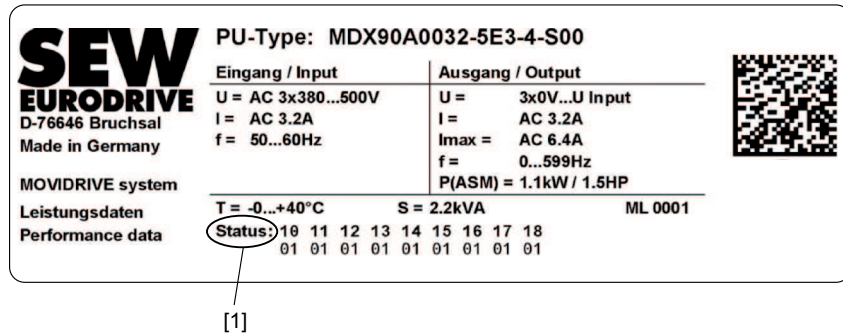 SEW
EURODRIVE
D-76646 Bruchsal
Made in Germany
MOVIDRIVE system
Leistungsdaten
Performance data
PU-Type: MDX90A0032-5E3-4-S00
Eingang / Input
U = AC 3x380...500V
I = AC 3.2A
f = 50...60Hz
Ausgang / Output
U = 3x0V...U Input
I = AC 3.2A
Imax = AC 6.4A
f = 0...599Hz
P(ASM) = 1.1kW / 1.5HP
T = -0...+40°C S = 2.2kVA ML 0001
Status: 10 11 12 13 14 15 16 17 18
01 01 01 01 01 01 01 01 01
[1]